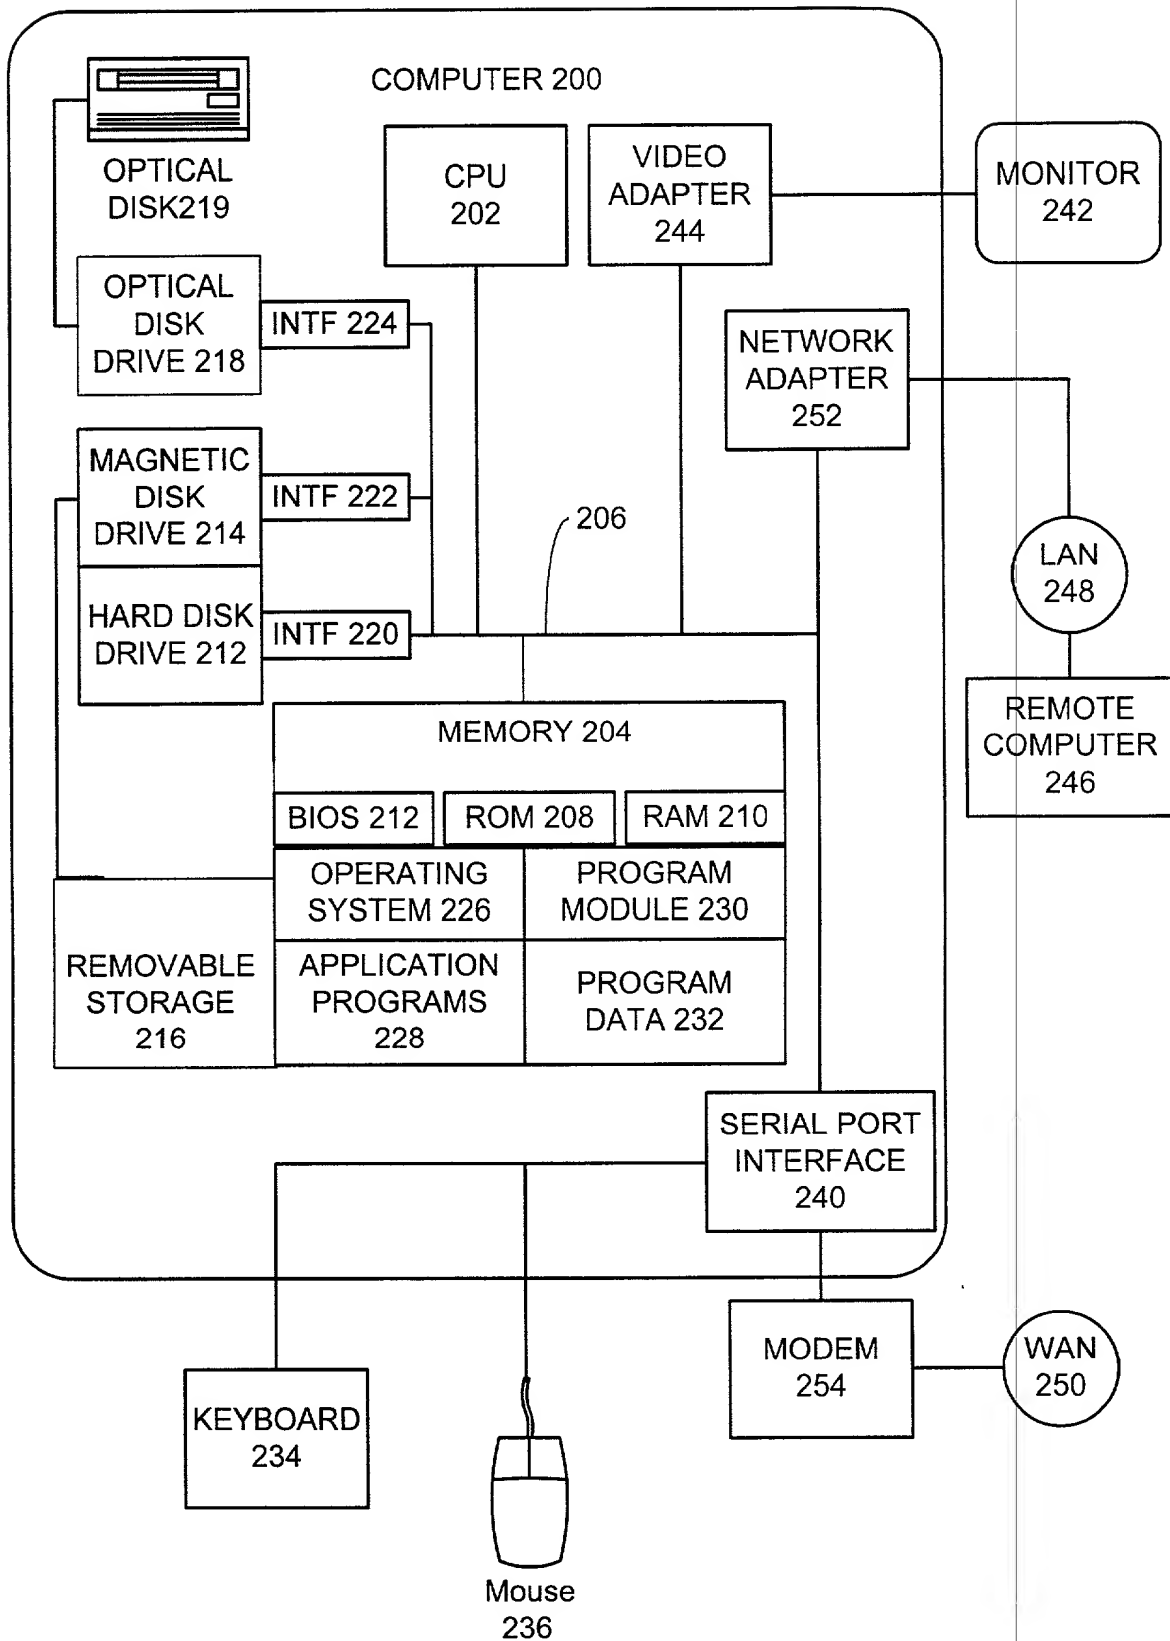 COMPUTER 200
OPTICAL
DISK219
CPU
202
VIDEO
ADAPTER
244
MONITOR
242
OPTICAL
DISK
DRIVE 218
INTF 224
NETWORK
ADAPTER
252
MAGNETIC
DISK
DRIVE 214
INTF 222
206
LAN
248
HARD DISK
DRIVE 212
INTF 220
REMOTE
COMPUTER
246
MEMORY 204
BIOS 212
ROM 208
RAM 210
OPERATING
SYSTEM 226
PROGRAM
MODULE 230
REMOVABLE
STORAGE
216
APPLICATION
PROGRAMS
228
PROGRAM
DATA 232
SERIAL PORT
INTERFACE
240
MODEM
254
WAN
250
KEYBOARD
234
Mouse
236